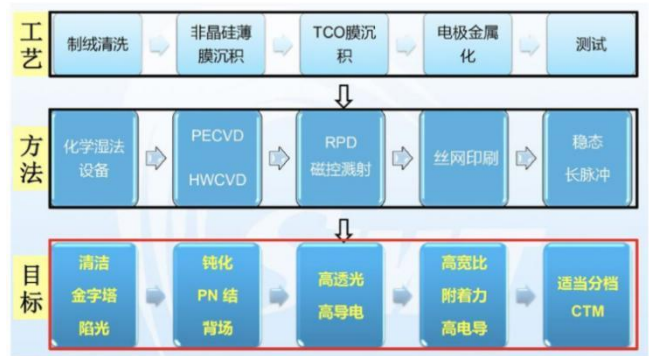 工艺
制绒清洗
非晶硅薄
膜沉积
TCO膜沉
积
电极金属
化
测试
方法
化学湿法
设备
PECVD
HWCVD
RPD
磁控溅射
丝网印刷
稳态
长脉冲
目标
清洁
金字塔
陷光
钝化
PN 结
背场
高透光
高导电
高宽比
附着力
高电导
适当分档
CTM